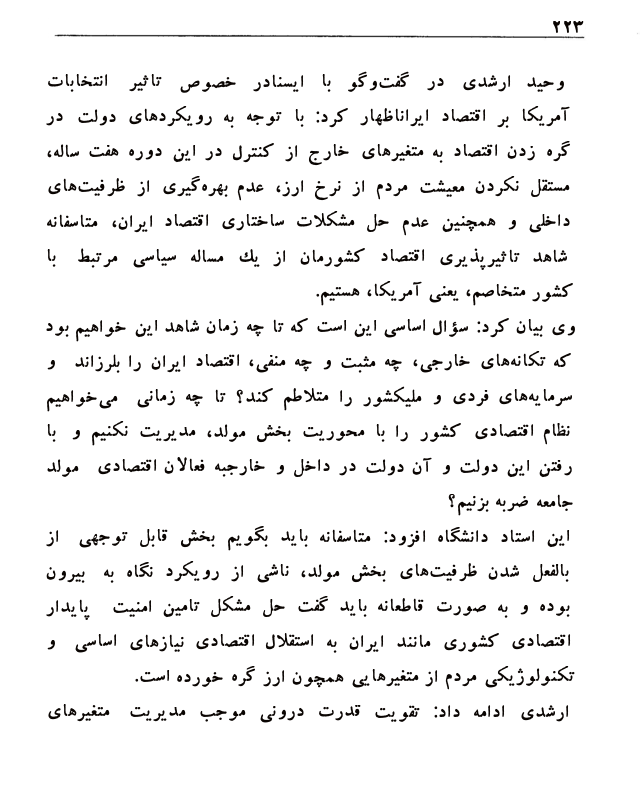 ۲۲۳
وحید ارشدی در گفت‌وگو با ایسنادر خصوص تاثیر انتخابات
آمریکا بر اقتصاد ایراناظهار کرد: با توجه به رویکردهای دولت در
گره زدن اقتصاد به متغیرهای خارج از کنترل در این دوره هفت ساله،
مستقل نکردن معیشت مردم از نرخ ارز، عدم بهره‌گیری از ظرفیت‌های
داخلی و همچنین عدم حل مشکلات ساختاری اقتصاد ایران، متاسفانه
شاهد تاثیرپذیری اقتصاد کشورمان از یك مساله سیاسی مرتبط با
کشور متخاصم، یعنی آمریکا، هستیم.
وی بیان کرد: سؤال اساسی این است که تا چه زمان شاهد این خواهیم بود
که تکانه‌های خارجی، چه مثبت و چه منفی، اقتصاد ایران را بلرزاند و
سرمایه‌های فردی و ملیکشور را متلاطم کند؟ تا چه زمانی می‌خواهیم
نظام اقتصادی کشور را با محوریت بخش مولد، مدیریت نکنیم و با
رفتن این دولت و آن دولت در داخل و خارجبه فعالان اقتصادی مولد
جامعه ضربه بزنیم؟
این استاد دانشگاه افزود: متاسفانه باید بگویم بخش قابل توجهی از
بالفعل شدن ظرفیت‌های بخش مولد، ناشی از رویکرد نگاه به بیرون
بوده و به صورت قاطعانه باید گفت حل مشکل تامین امنیت پایدار
اقتصادی کشوری مانند ایران به استقلال اقتصادی نیازهای اساسی و
تکنولوژیکی مردم از متغیرهایی همچون ارز گره خورده است.
ارشدی ادامه داد: تقویت قدرت درونی موجب مدیریت متغیرهای